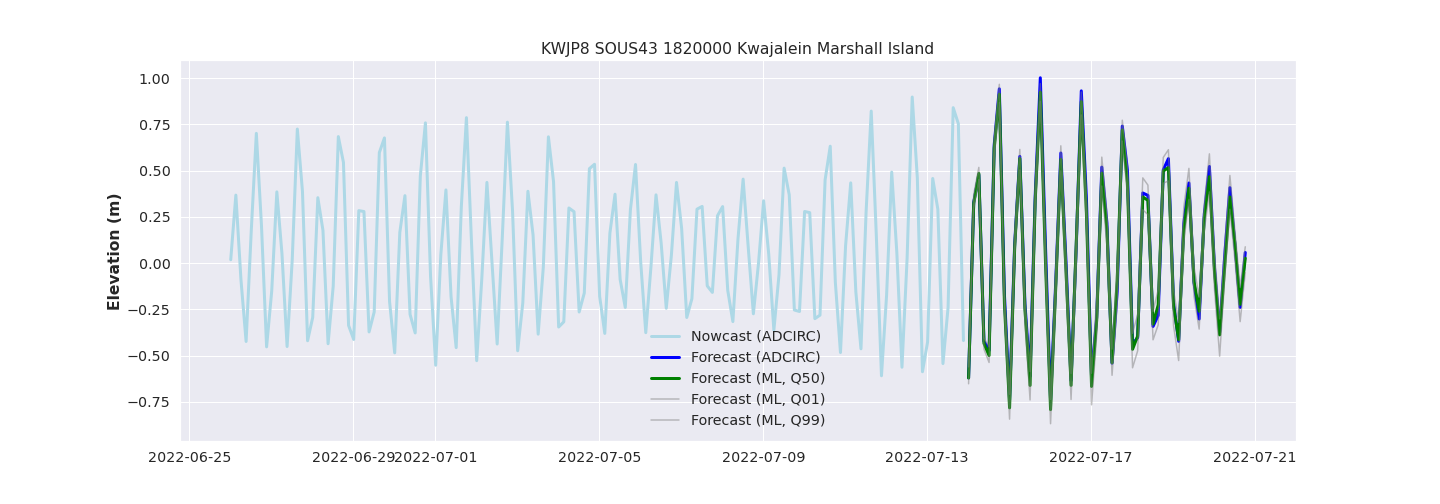 KWJP8 SOUS43 1820000 Kwajalein Marshall Island
Elevation (m)
1.00
0.75
0.50
0.25
0.00
−0.25
−0.50
−0.75
Nowcast (ADCIRC)
Forecast (ADCIRC)
Forecast (ML, Q50)
Forecast (ML, Q01)
Forecast (ML, Q99)
2022-06-25 2022-06-29 2022-07-01 2022-07-05 2022-07-09 2022-07-13 2022-07-17 2022-07-21